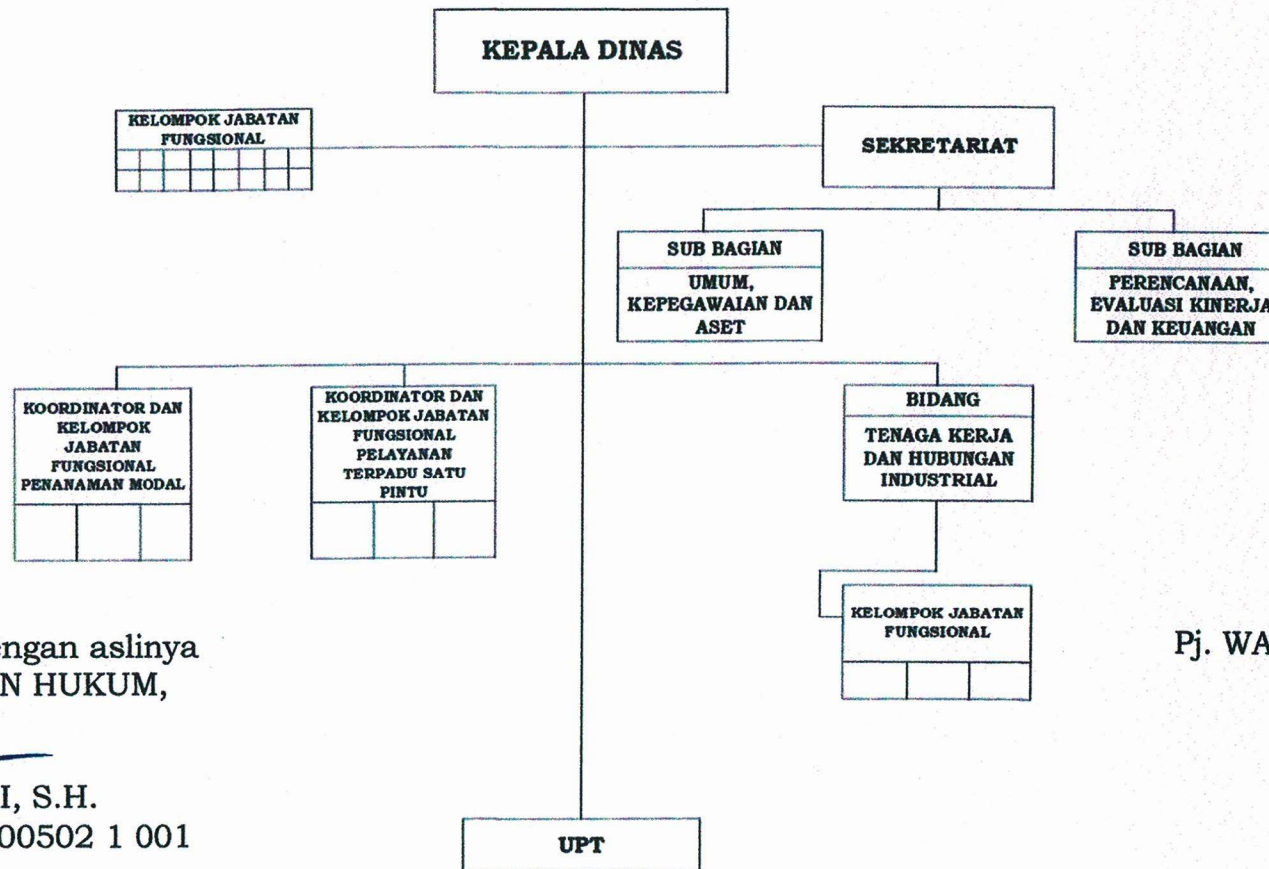 KEPALA DINAS
KELOMPOK JABATAN
FUNGSIONAL
SEKRETARIAT
SUB BAGIAN
UMUM,
KEPEGAWAIAN DAN
ASET
SUB BAGIAN
PERENCANAAN,
EVALUASI KINERJA
DAN KEUANGAN
KOORDINATOR DAN
KELOMPOK
JABATAN
FUNGSIONAL
PENANAMAN MODAL
KOORDINATOR DAN
KELOMPOK JABATAN
FUNGSIONAL
PELAYANAN
TERPADU SATU
PINTU
BIDANG
TENAGA KERJA
DAN HUBUNGAN
INDUSTRIAL
KELOMPOK JABATAN
FUNGSIONAL
engan aslinya
N HUKUM,
I, S.H.
00502 1 001
Pj. WA
UPT